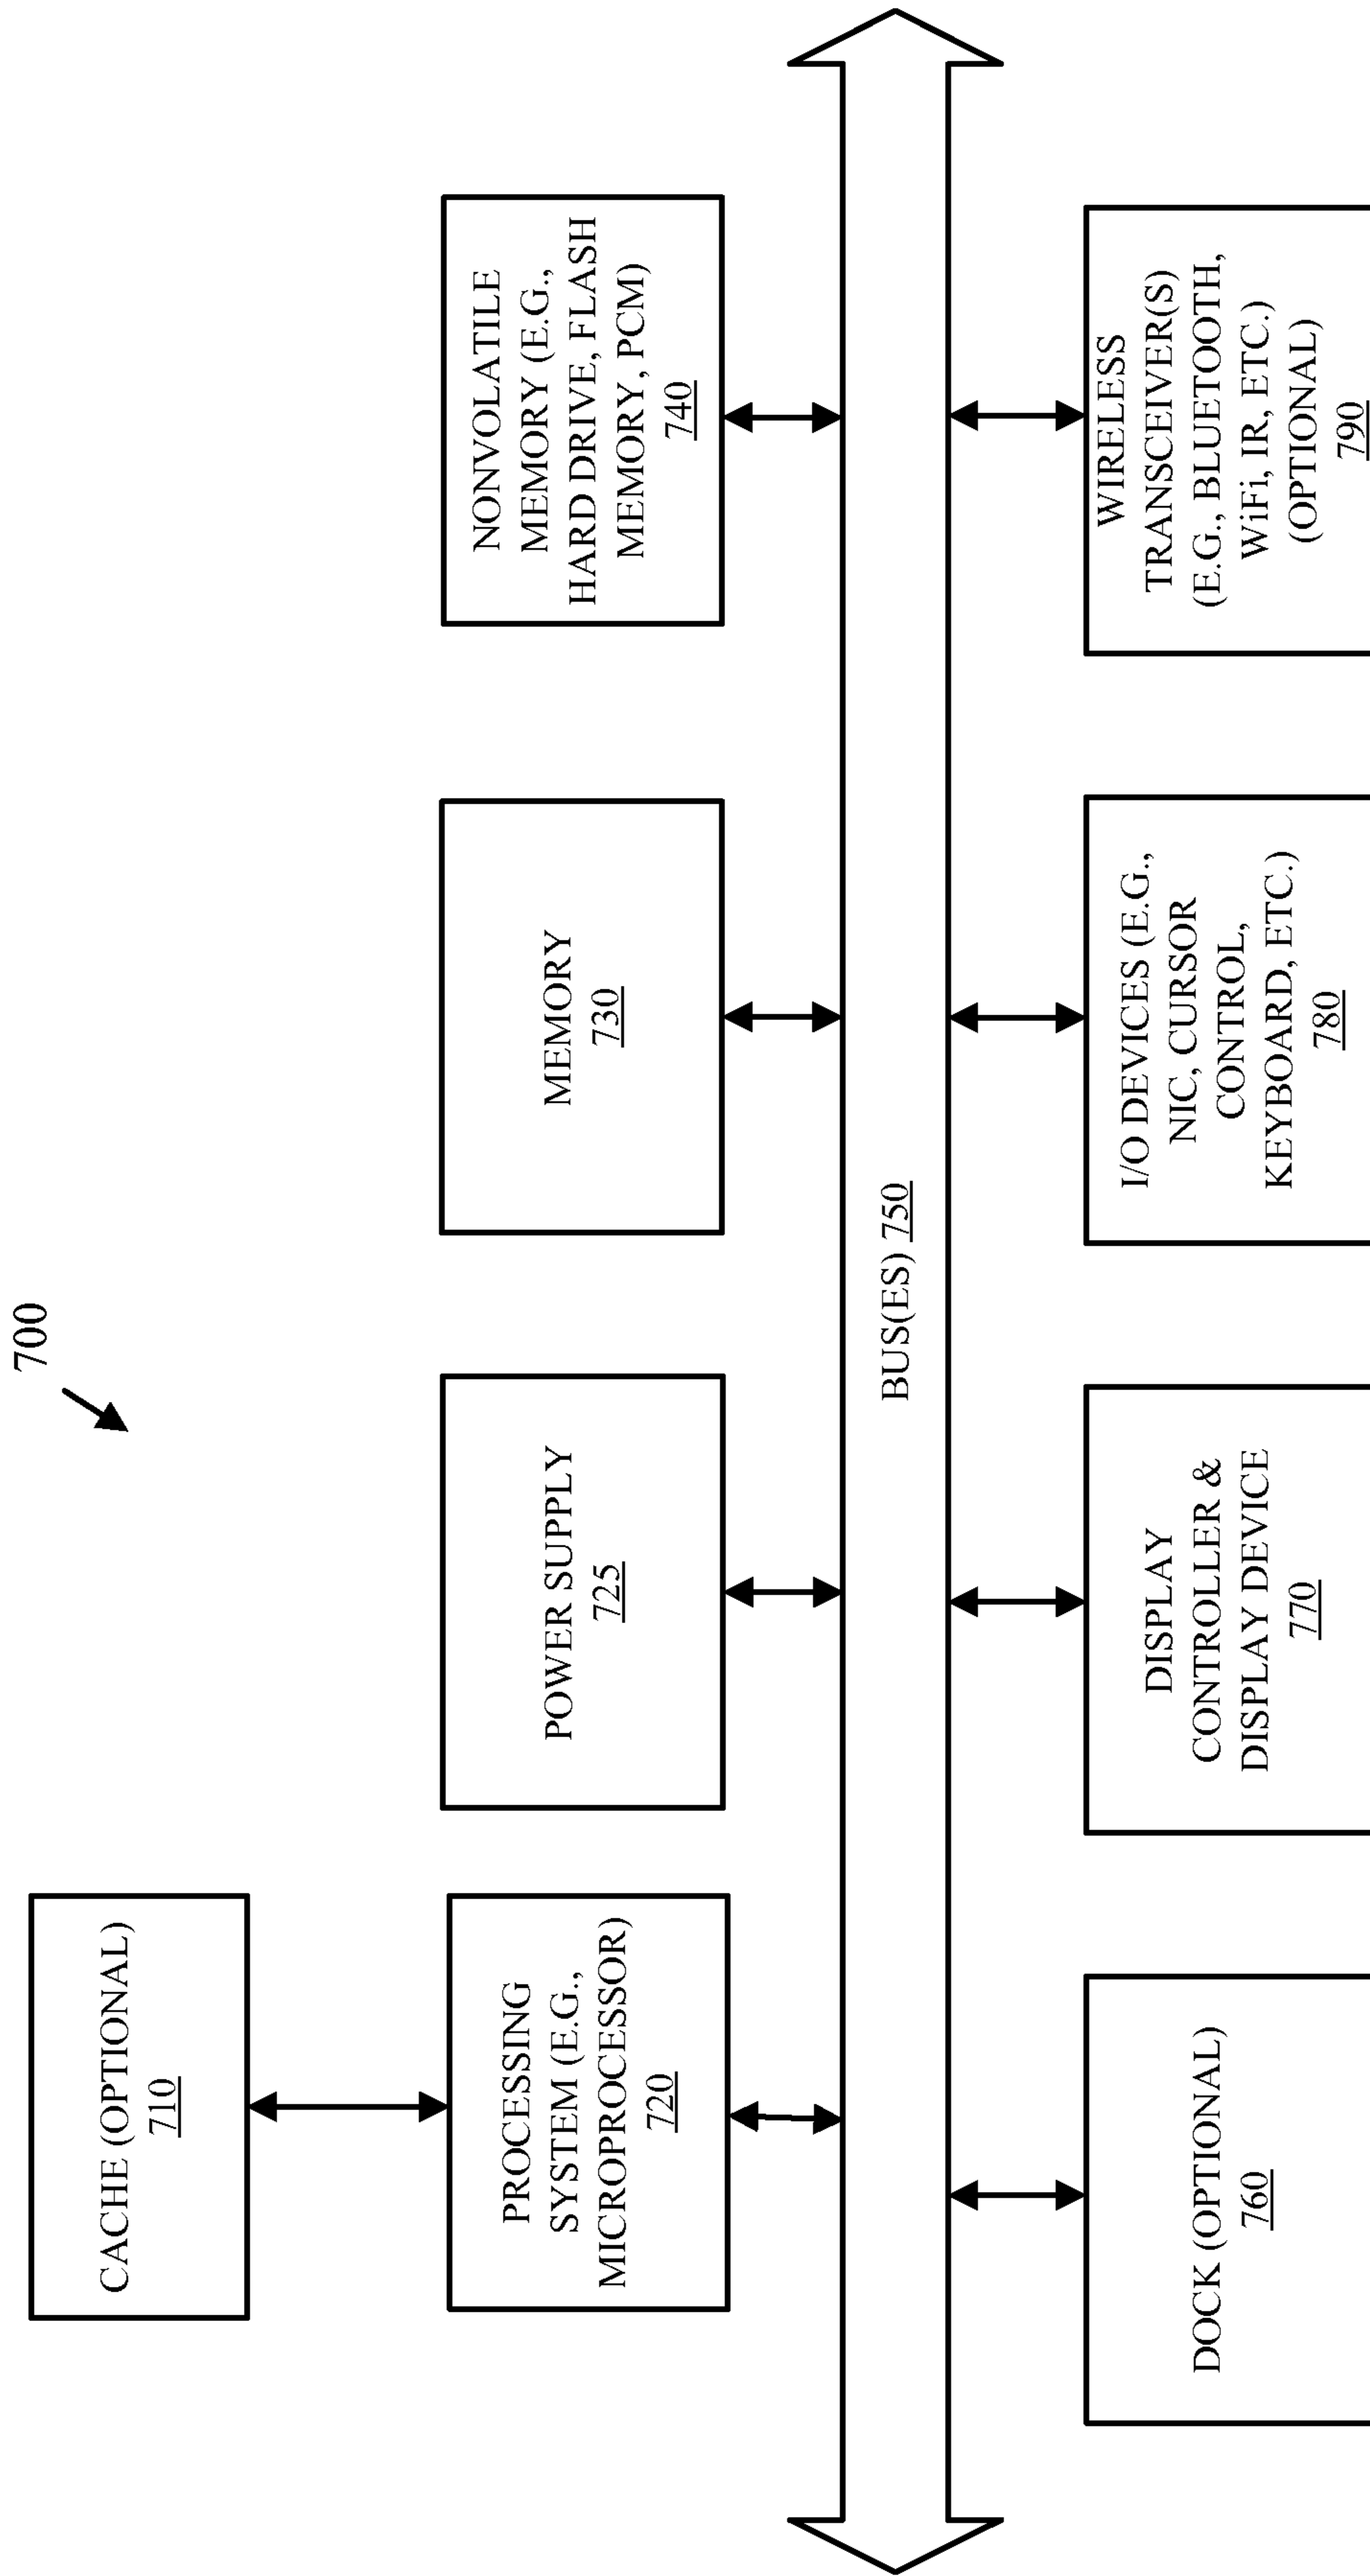 700
CACHE (OPTIONAL)
710
PROCESSING
SYSTEM (E.G.,
MICROPROCESSOR)
720
POWER SUPPLY
725
MEMORY
730
NONVOLATILE
MEMORY (E.G.,
HARD DRIVE, FLASH
MEMORY, PCM)
740
BUS(ES) 750
DOCK (OPTIONAL)
760
DISPLAY
CONTROLLER &
DISPLAY DEVICE
770
I/O DEVICES (E.G.,
NIC, CURSOR
CONTROL,
KEYBOARD, ETC.)
780
WIRELESS
TRANSCEIVER(S)
(E.G., BLUETOOTH,
WiFi, IR, ETC.)
(OPTIONAL)
790